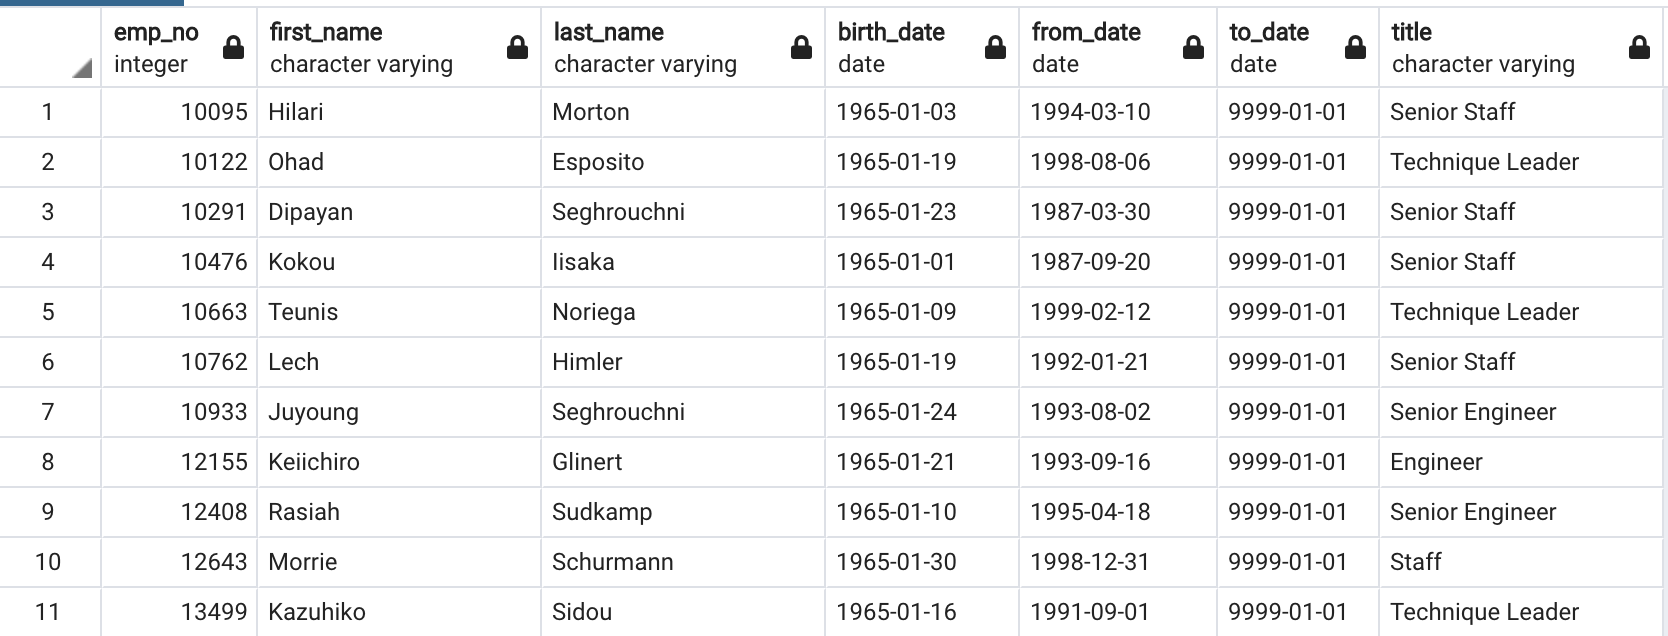 emp_no first_name last_name birth_date from_date to_date title
integer character varying character varying date date date character varying
1 10095 Hilari Morton 1965-01-03 1994-03-10 9999-01-01 Senior Staff
2 10122 Ohad Esposito 1965-01-19 1998-08-06 9999-01-01 Technique Leader
3 10291 Dipayan Seghrouchni 1965-01-23 1987-03-30 9999-01-01 Senior Staff
4 10476 Kokou Iisaka 1965-01-01 1987-09-20 9999-01-01 Senior Staff
5 10663 Teunis Noriega 1965-01-09 1999-02-12 9999-01-01 Technique Leader
6 10762 Lech Himler 1965-01-19 1992-01-21 9999-01-01 Senior Staff
7 10933 Juyoung Seghrouchni 1965-01-24 1993-08-02 9999-01-01 Senior Engineer
8 12155 Keiichiro Glinert 1965-01-21 1993-09-16 9999-01-01 Engineer
9 12408 Rasiah Sudkamp 1965-01-10 1995-04-18 9999-01-01 Senior Engineer
10 12643 Morrie Schurmann 1965-01-30 1998-12-31 9999-01-01 Staff
11 13499 Kazuhiko Sidou 1965-01-16 1991-09-01 9999-01-01 Technique Leader